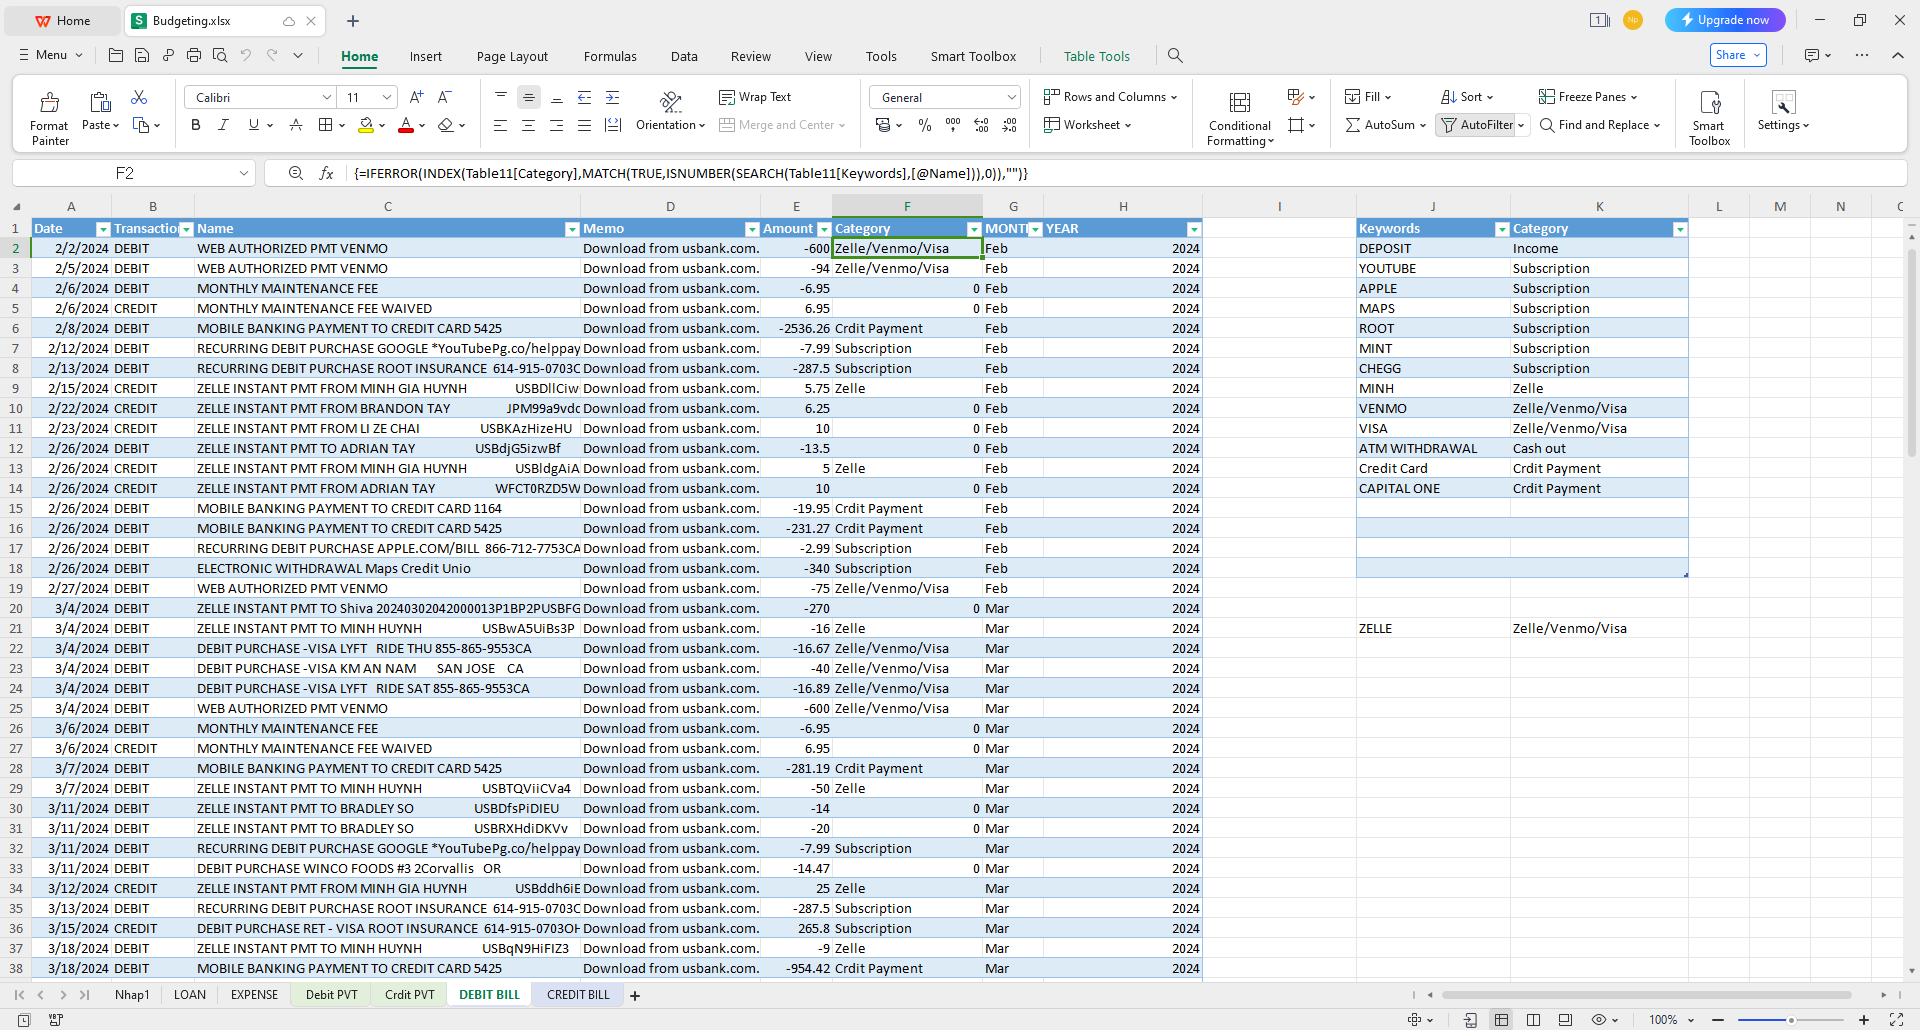 Home Budgeting.xlsx Upgrade now
Menu Home Insert Page Layout Formulas Data Review View Tools Smart Toolbox Table Tools Share
Format Painter Paste Calibri 11 Orientation Wrap Text Merge and Center General Rows and Columns Worksheet Conditional Formatting Fill AutoSum Sort AutoFilter Freeze Panes Find and Replace Smart Toolbox Settings
F2 {=IFERROR(INDEX(Table11[Category],MATCH(TRUE,ISNUMBER(SEARCH(Table11[Keywords],[@Name])),0)),"")}
A B C D E F G H I J K L M N
1 Date Transaction Name Memo Amount Category MONTH YEAR Keywords Category
2 2/2/2024 DEBIT WEB AUTHORIZED PMT VENMO Download from usbank.com. -600 Zelle/Venmo/Visa Feb 2024 DEPOSIT Income
3 2/5/2024 DEBIT WEB AUTHORIZED PMT VENMO Download from usbank.com. -94 Zelle/Venmo/Visa Feb 2024 YOUTUBE Subscription
4 2/6/2024 DEBIT MONTHLY MAINTENANCE FEE Download from usbank.com. -6.95 0 Feb 2024 APPLE Subscription
5 2/6/2024 CREDIT MONTHLY MAINTENANCE FEE WAIVED Download from usbank.com. 6.95 0 Feb 2024 MAPS Subscription
6 2/8/2024 DEBIT MOBILE BANKING PAYMENT TO CREDIT CARD 5425 Download from usbank.com. -2536.26 Crdit Payment Feb 2024 ROOT Subscription
7 2/12/2024 DEBIT RECURRING DEBIT PURCHASE GOOGLE *YouTubePg.co/helppay Download from usbank.com. -7.99 Subscription Feb 2024 MINT Subscription
8 2/13/2024 DEBIT RECURRING DEBIT PURCHASE ROOT INSURANCE 614-915-0703O Download from usbank.com. -287.5 Subscription Feb 2024 CHEGG Subscription
9 2/15/2024 CREDIT ZELLE INSTANT PMT FROM MINH GIA HUYNH USBDllCiw Download from usbank.com. 5.75 Zelle Feb 2024 MINH Zelle
10 2/22/2024 CREDIT ZELLE INSTANT PMT FROM BRANDON TAY JPM99a9vdc Download from usbank.com. 6.25 0 Feb 2024 VENMO Zelle/Venmo/Visa
11 2/23/2024 CREDIT ZELLE INSTANT PMT FROM LI ZE CHAI USBKAzHizeHU Download from usbank.com. 10 0 Feb 2024 VISA Zelle/Venmo/Visa
12 2/26/2024 DEBIT ZELLE INSTANT PMT TO ADRIAN TAY USBdjG5izwBf Download from usbank.com. -13.5 0 Feb 2024 ATM WITHDRAWAL Cash out
13 2/26/2024 CREDIT ZELLE INSTANT PMT FROM MINH GIA HUYNH USBldgAiA Download from usbank.com. 5 Zelle Feb 2024 Credit Card Crdit Payment
14 2/26/2024 CREDIT ZELLE INSTANT PMT FROM ADRIAN TAY WFCT0RZD5W Download from usbank.com. 10 0 Feb 2024 CAPITAL ONE Crdit Payment
15 2/26/2024 DEBIT MOBILE BANKING PAYMENT TO CREDIT CARD 1164 Download from usbank.com. -19.95 Crdit Payment Feb 2024
16 2/26/2024 DEBIT MOBILE BANKING PAYMENT TO CREDIT CARD 5425 Download from usbank.com. -231.27 Crdit Payment Feb 2024
17 2/26/2024 DEBIT RECURRING DEBIT PURCHASE APPLE.COM/BILL 866-712-7753CA Download from usbank.com. -2.99 Subscription Feb 2024
18 2/26/2024 DEBIT ELECTRONIC WITHDRAWAL Maps Credit Unio Download from usbank.com. -340 Subscription Feb 2024
19 2/27/2024 DEBIT WEB AUTHORIZED PMT VENMO Download from usbank.com. -75 Zelle/Venmo/Visa Feb 2024
20 3/4/2024 DEBIT ZELLE INSTANT PMT TO Shiva 20240302042000013P1BP2PUSBFG Download from usbank.com. -270 0 Mar 2024
21 3/4/2024 DEBIT ZELLE INSTANT PMT TO MINH HUYNH USBwA5UiBs3P Download from usbank.com. -16 Zelle Mar 2024 ZELLE Zelle/Venmo/Visa
22 3/4/2024 DEBIT DEBIT PURCHASE -VISA LYFT RIDE THU 855-865-9553CA Download from usbank.com. -16.67 Zelle/Venmo/Visa Mar 2024
23 3/4/2024 DEBIT DEBIT PURCHASE -VISA KM AN NAM SAN JOSE CA Download from usbank.com. -40 Zelle/Venmo/Visa Mar 2024
24 3/4/2024 DEBIT DEBIT PURCHASE -VISA LYFT RIDE SAT 855-865-9553CA Download from usbank.com. -16.89 Zelle/Venmo/Visa Mar 2024
25 3/4/2024 DEBIT WEB AUTHORIZED PMT VENMO Download from usbank.com. -600 Zelle/Venmo/Visa Mar 2024
26 3/6/2024 DEBIT MONTHLY MAINTENANCE FEE Download from usbank.com. -6.95 0 Mar 2024
27 3/6/2024 CREDIT MONTHLY MAINTENANCE FEE WAIVED Download from usbank.com. 6.95 0 Mar 2024
28 3/7/2024 DEBIT MOBILE BANKING PAYMENT TO CREDIT CARD 5425 Download from usbank.com. -281.19 Crdit Payment Mar 2024
29 3/7/2024 DEBIT ZELLE INSTANT PMT TO MINH HUYNH USBTQViiCVa4 Download from usbank.com. -50 Zelle Mar 2024
30 3/11/2024 DEBIT ZELLE INSTANT PMT TO BRADLEY SO USBDfsPiDIEU Download from usbank.com. -14 0 Mar 2024
31 3/11/2024 DEBIT ZELLE INSTANT PMT TO BRADLEY SO USBRXHdiDKVv Download from usbank.com. -20 0 Mar 2024
32 3/11/2024 DEBIT RECURRING DEBIT PURCHASE GOOGLE *YouTubePg.co/helppay Download from usbank.com. -7.99 Subscription Mar 2024
33 3/11/2024 DEBIT DEBIT PURCHASE WINCO FOODS #3 2Corvallis OR Download from usbank.com. -14.47 0 Mar 2024
34 3/12/2024 CREDIT ZELLE INSTANT PMT FROM MINH GIA HUYNH USBddh6iE Download from usbank.com. 25 Zelle Mar 2024
35 3/13/2024 DEBIT RECURRING DEBIT PURCHASE ROOT INSURANCE 614-915-0703O Download from usbank.com. -287.5 Subscription Mar 2024
36 3/15/2024 CREDIT DEBIT PURCHASE RET - VISA ROOT INSURANCE 614-915-0703OH Download from usbank.com. 265.8 Subscription Mar 2024
37 3/18/2024 DEBIT ZELLE INSTANT PMT TO MINH HUYNH USBqN9HiFIZ3 Download from usbank.com. -9 Zelle Mar 2024
38 3/18/2024 DEBIT MOBILE BANKING PAYMENT TO CREDIT CARD 5425 Download from usbank.com. -954.42 Crdit Payment Mar 2024
Nhap1 LOAN EXPENSE Debit PVT Crdit PVT DEBIT BILL CREDIT BILL
100%